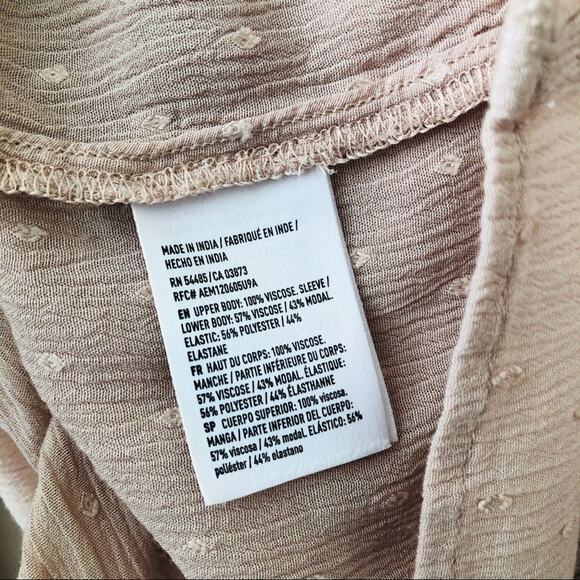 MADE IN INDIA / FABRIQUÉ EN INDE /
HECHO EN INDIA
RN 54485 / CA 03873
RFC# AEM120605U9A
EN UPPER BODY: 100% VISCOSE. SLEEVE /
LOWER BODY: 57% VISCOSE / 43% MODAL.
ELASTIC: 56% POLYESTER / 44%
ELASTANE
FR HAUT DU CORPS: 100% VISCOSE.
MANCHE / PARTIE INFÉRIEURE DU CORPS:
57% VISCOSE / 43% MODAL. ÉLASTIQUE:
56% POLYESTER / 44% ÉLASTHANNE
SP CUERPO SUPERIOR: 100% viscosa.
MANGA / PARTE INFERIOR DEL CUERPO:
57% viscosa / 43% modal. ELÁSTICO: 56%
poliéster / 44% elastano